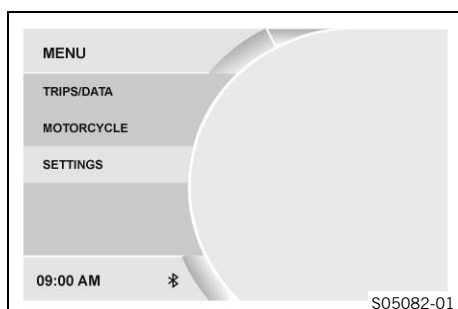 MENU
TRIPS/DATA
MOTORCYCLE
SETTINGS
09:00 AM
S05082-01